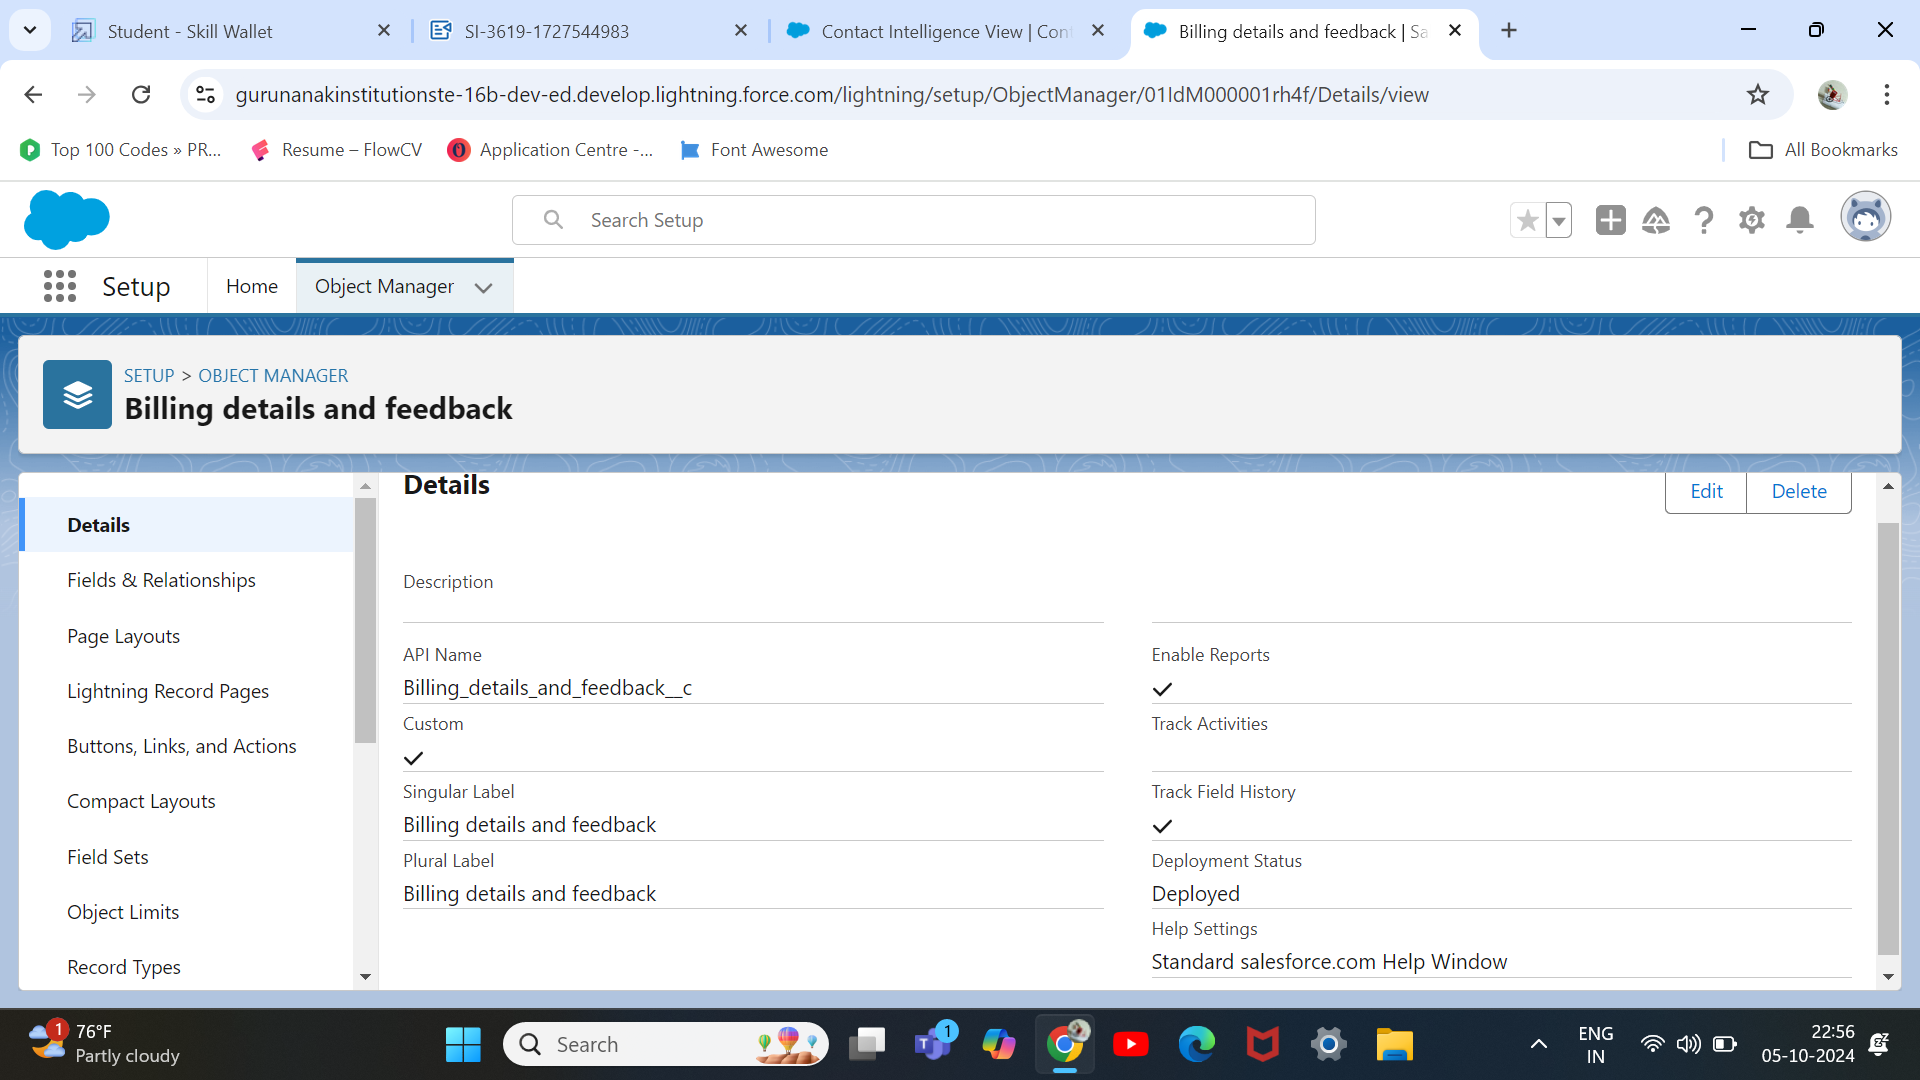 Student - Skill Wallet
SI-3619-1727544983
Contact Intelligence View | Con
Billing details and feedback | Sa
gurunanakinstitutionste-16b-dev-ed.develop.lightning.force.com/lightning/setup/ObjectManager/01IdM000001rh4f/Details/view
Top 100 Codes » PR...
Resume – FlowCV
Application Centre -...
Font Awesome
All Bookmarks
Search Setup
Setup
Home
Object Manager
SETUP > OBJECT MANAGER
Billing details and feedback
Details
Fields & Relationships
Page Layouts
Lightning Record Pages
Buttons, Links, and Actions
Compact Layouts
Field Sets
Object Limits
Record Types
Details
Edit
Delete
Description
API Name
Billing_details_and_feedback__c
Custom
Singular Label
Billing details and feedback
Plural Label
Billing details and feedback
Enable Reports
Track Activities
Track Field History
Deployment Status
Deployed
Help Settings
Standard salesforce.com Help Window
1
76°F
Partly cloudy
Search
1
ENG
IN
22:56
05-10-2024